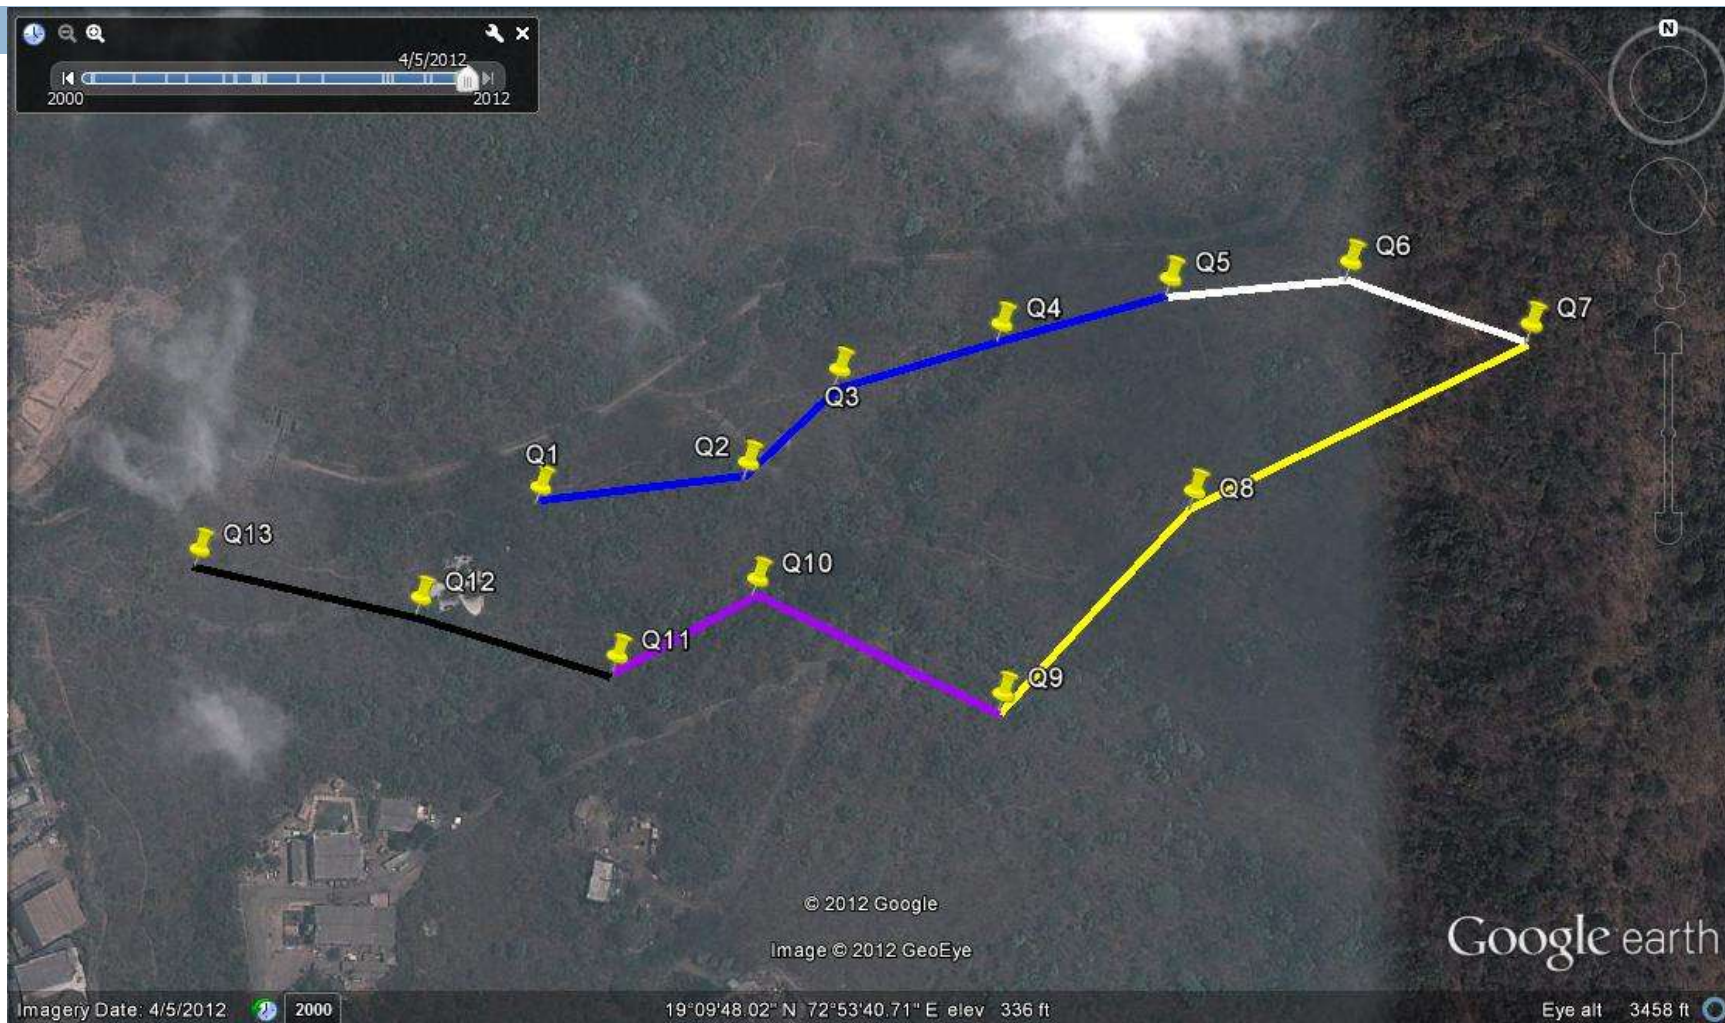 N
4/5/2012
2000
2012
Q6
Q5
Q7
Q4
Q3
Q2
Q1
Q8
Q13
Q10
Q12
Q11
Q9
© 2012 Google
Image © 2012 GeoEye
Google earth
Imagery Date: 4/5/2012
2000
19°09'48.02" N 72°53'40.71" E elev 336 ft
Eye alt 3458 ft